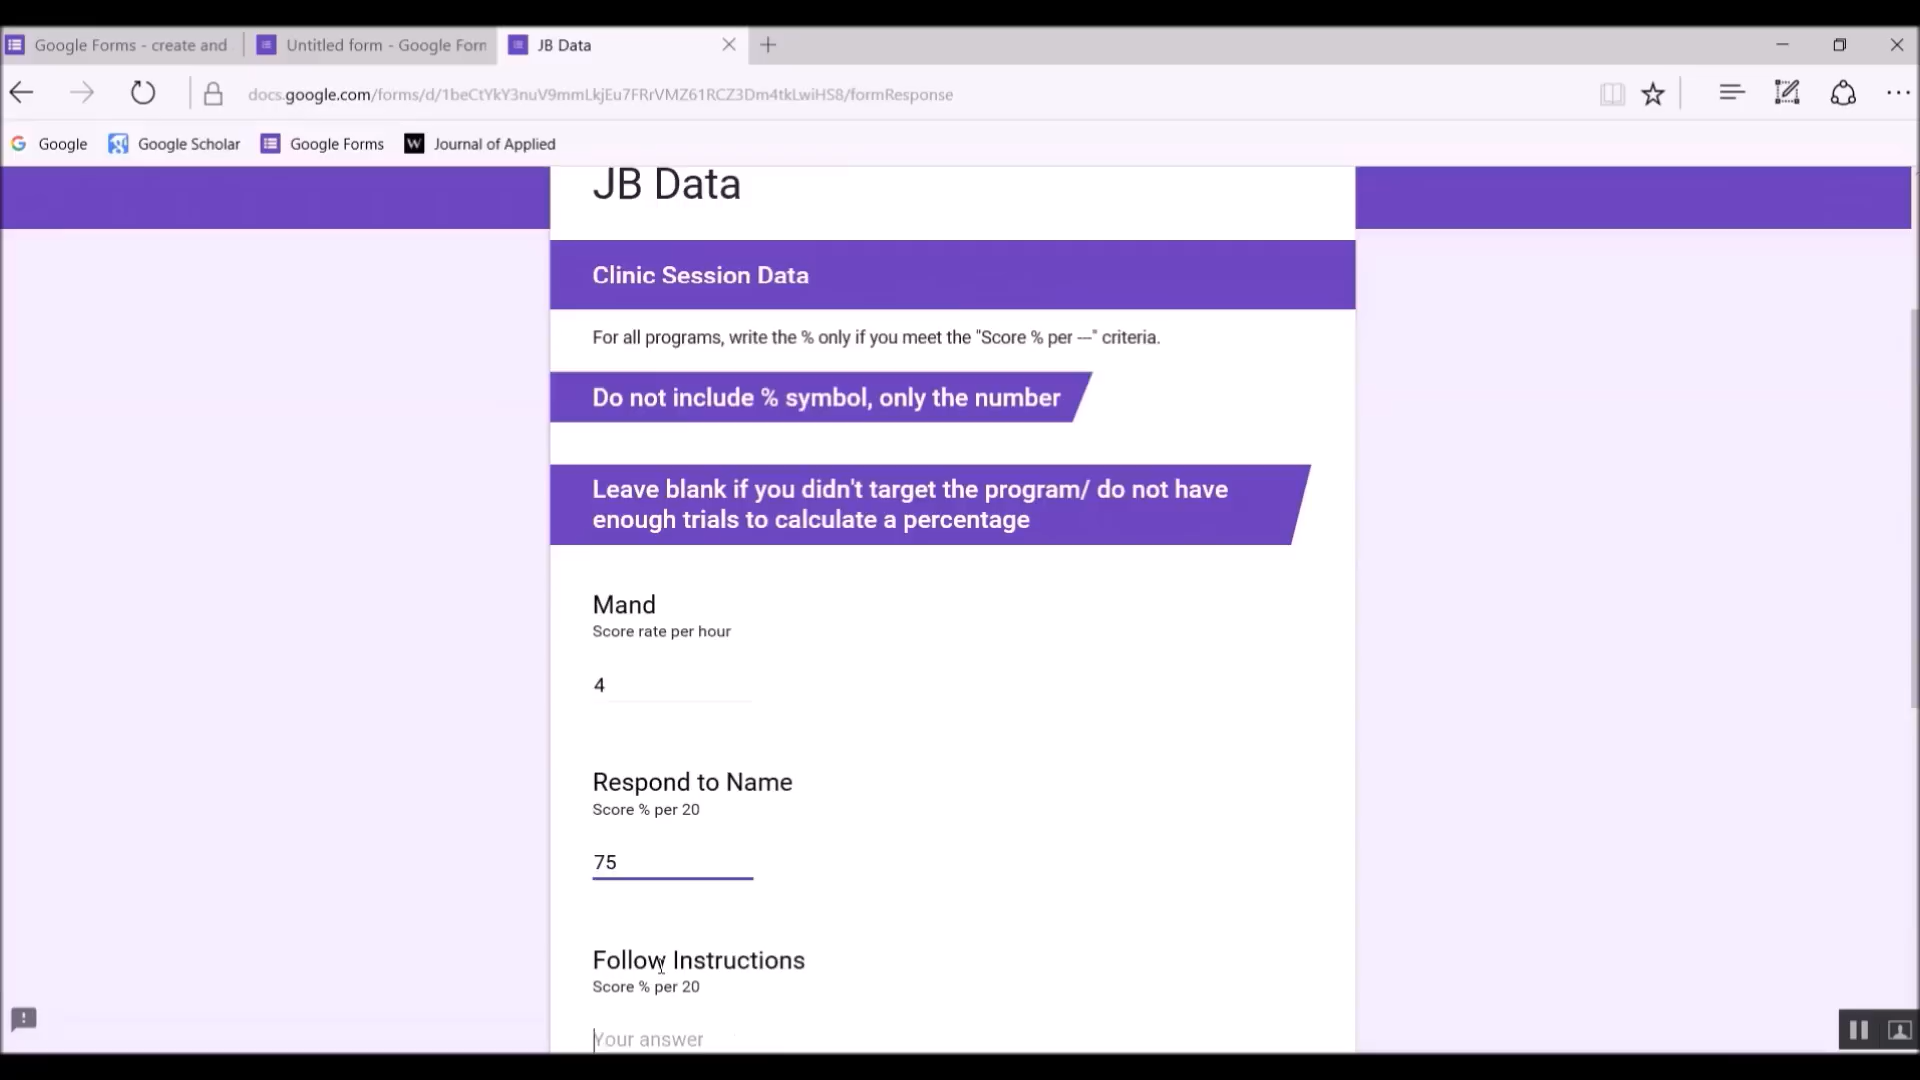 Google Forms - create and
Untitled form - Google Forn
JB Data
docs.google.com/forms/d/1beCtYkY3nuV9mmLkjEu7FRrVMZ61RCZ3Dm4tkLwiHS8/formResponse
Google
Google Scholar
Google Forms
Journal of Applied
JB Data
Clinic Session Data
For all programs, write the % only if you meet the "Score % per ---" criteria.
Do not include % symbol, only the number
Leave blank if you didn't target the program/ do not have
enough trials to calculate a percentage
Mand
Score rate per hour
4
Respond to Name
Score % per 20
75
Follow Instructions
Score % per 20
Your answer